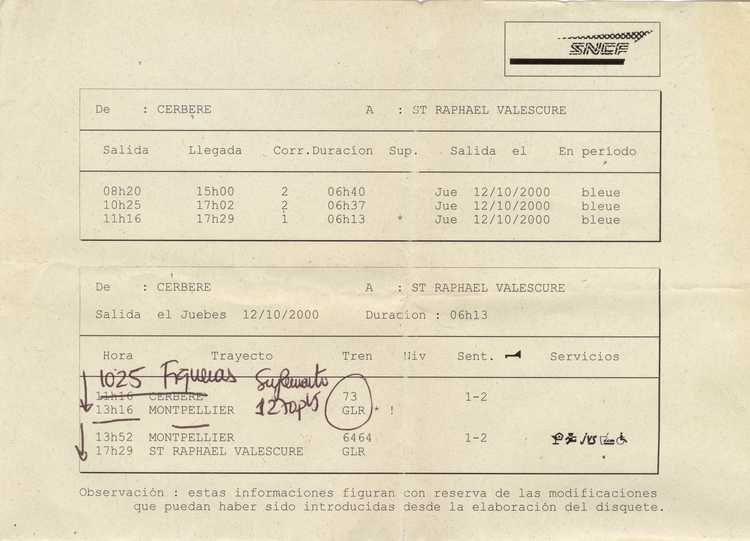 SNCF
De : CERBERE A : ST RAPHAEL VALESCURE
Salida Llegada Corr. Duracion Sup. Salida el En periodo
08h20 15h00 2 06h40 Jue 12/10/2000 bleue
10h25 17h02 2 06h37 Jue 12/10/2000 bleue
11h16 17h29 1 06h13 * Jue 12/10/2000 bleue
De : CERBERE A : ST RAPHAEL VALESCURE
Salida el Juebes 12/10/2000 Duracion : 06h13
Hora Trayecto Tren Niv Sent. Servicios
1025 Figueras Suplemento
11h16 CERBERE 73 1-2
13h16 MONTPELLIER GLR * !
13h52 MONTPELLIER 6464 1-2
17h29 ST RAPHAEL VALESCURE GLR
Observación : estas informaciones figuran con reserva de las modificaciones
que puedan haber sido introducidas desde la elaboración del disquete.